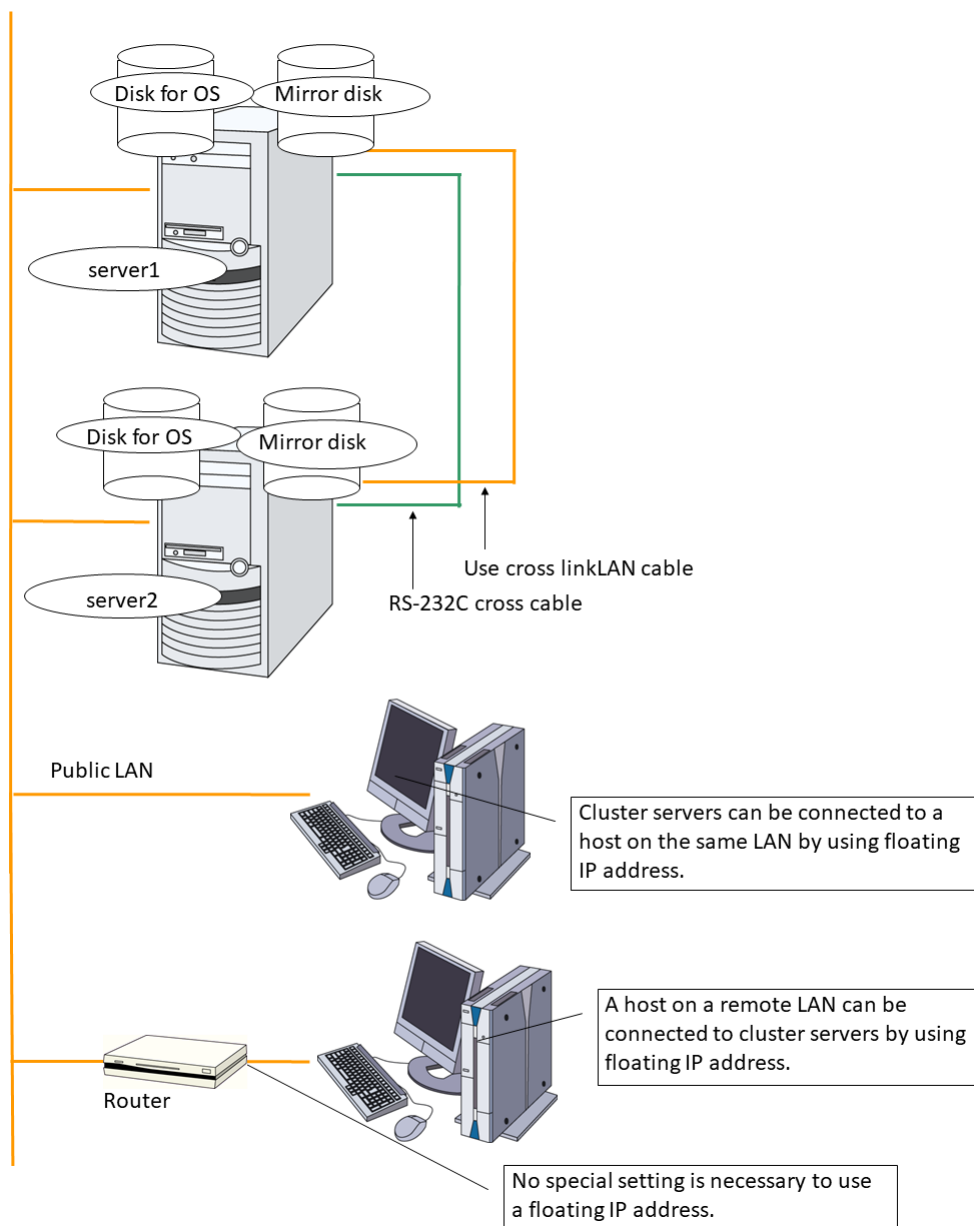 Disk for OS
Mirror disk
server1
Disk for OS
Mirror disk
Use cross linkLAN cable
server2
RS-232C cross cable
Public LAN
Cluster servers can be connected to a
host on the same LAN by using floating
IP address.
A host on a remote LAN can be
connected to cluster servers by using
floating IP address.
Router
No special setting is necessary to use
a floating IP address.